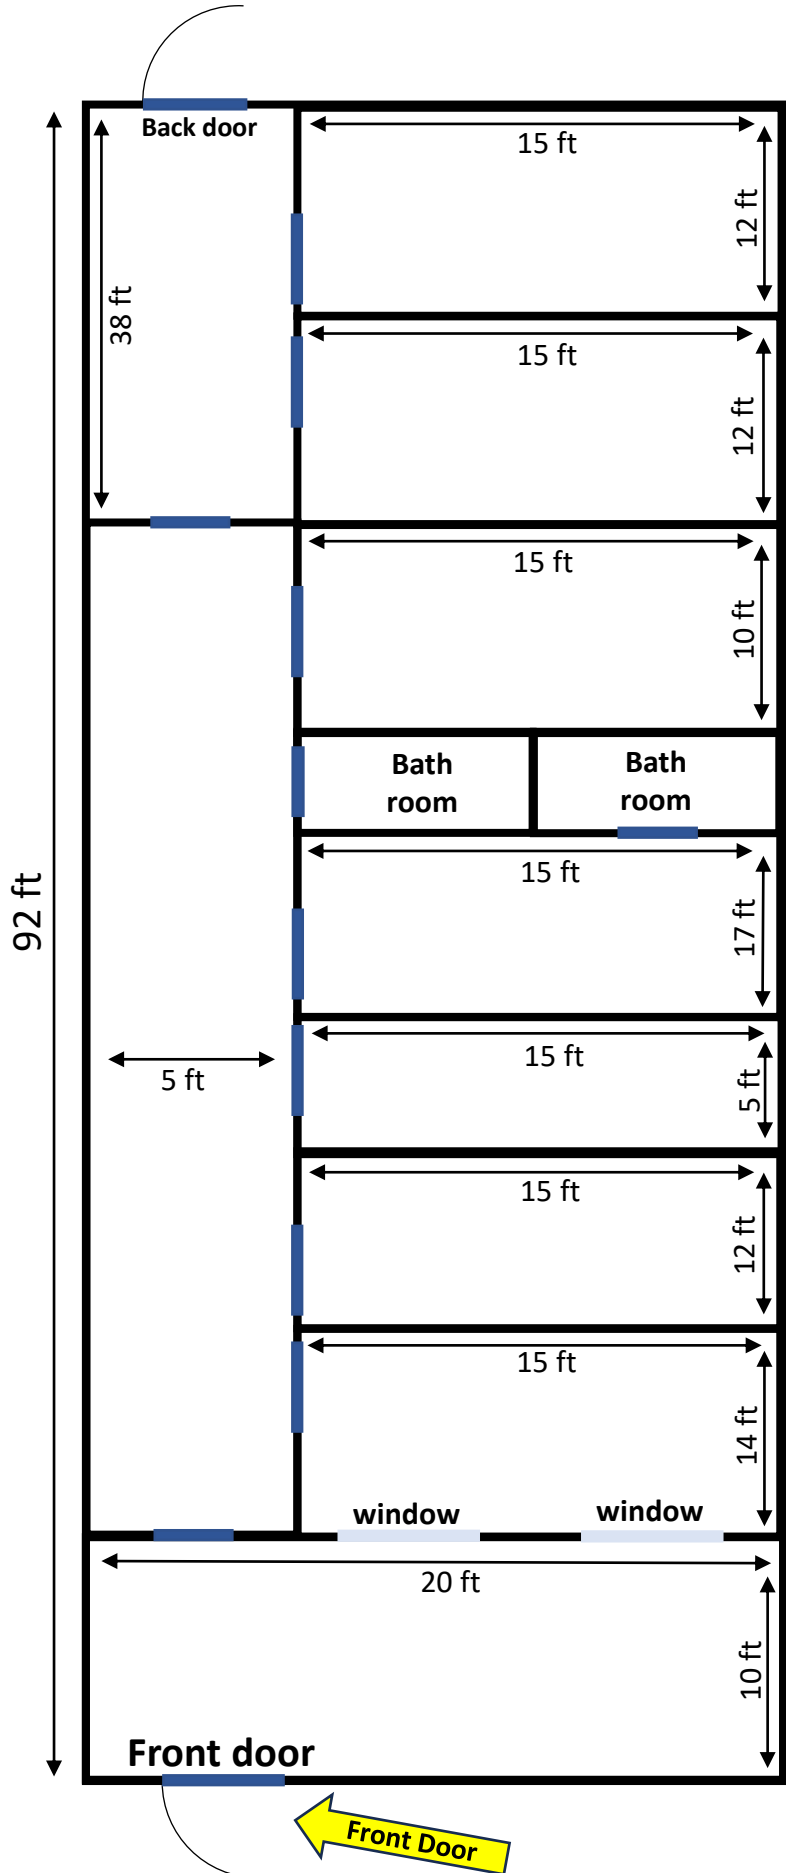 Back door
15 ft
12 ft
38 ft
15 ft
12 ft
15 ft
10 ft
Bath
room
Bath
room
15 ft
17 ft
92 ft
15 ft
5 ft
5 ft
15 ft
12 ft
15 ft
14 ft
window
window
20 ft
10 ft
Front door
Front Door